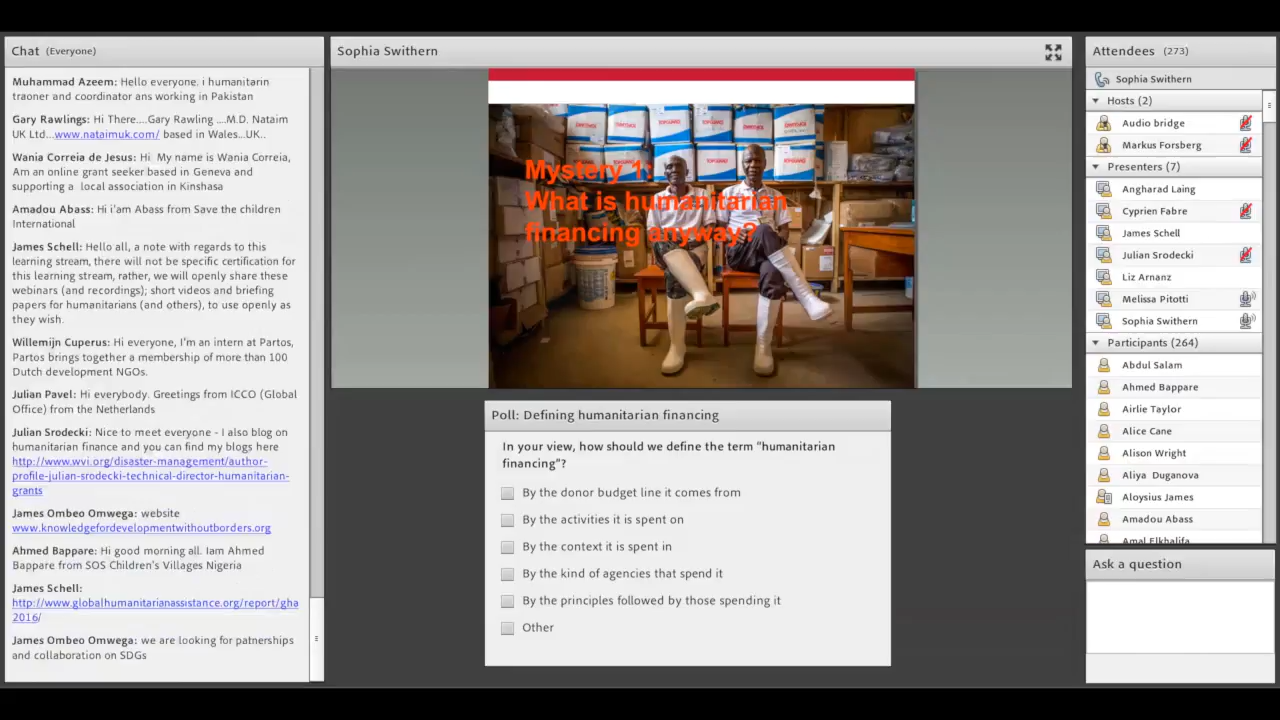 Chat (Everyone)
Muhammad Azeem: Hello everyone. i humanitarin
traoner and coordinator ans working in Pakistan
Gary Rawlings: Hi There....Gary Rawling ....M.D. Nataim
UK Ltd...www.nataimuk.com/ based in Wales...UK..
Wania Correia de Jesus: Hi My name is Wania Correia,
Am an online grant seeker based in Geneva and
supporting a local association in Kinshasa
Amadou Abass: Hi i'am Abass from Save the children
International
James Schell: Hello all, a note with regards to this
learning stream, there will not be specific certification for
this learning stream, rather, we will openly share these
webinars (and recordings); short videos and briefing
papers for humanitarians (and others), to use openly as
they wish.
Willemijn Cuperus: Hi everyone, I'm an intern at Partos,
Partos brings together a membership of more than 100
Dutch development NGOs.
Julian Pavel: Hi everybody. Greetings from ICCO (Global
Office) from the Netherlands
Julian Srodecki: Nice to meet everyone - I also blog on
humanitarian finance and you can find my blogs here
http://www.wvi.org/disaster-management/author-
profile-julian-srodecki-technical-director-humanitarian-
grants
James Ombeo Omwega: website
www.knowledgefordevelopmentwithoutborders.org
Ahmed Bappare: Hi good morning all. Iam Ahmed
Bappare from SOS Children's Villages Nigeria
James Schell:
http://www.globalhumanitarianassistance.org/report/gha
2016/
James Ombeo Omwega: we are looking for patnerships
and collaboration on SDGs
Sophia Swithern
Mystery 1:
What is humanitarian
financing anyway?
Poll: Defining humanitarian financing
In your view, how should we define the term "humanitarian
financing"?
By the donor budget line it comes from
By the activities it is spent on
By the context it is spent in
By the kind of agencies that spend it
By the principles followed by those spending it
Other
Attendees (273)
Sophia Swithern
Hosts (2)
Audio bridge
Markus Forsberg
Presenters (7)
Angharad Laing
Cyprien Fabre
James Schell
Julian Srodecki
Liz Arnanz
Melissa Pitotti
Sophia Swithern
Participants (264)
Abdul Salam
Ahmed Bappare
Airlie Taylor
Alice Cane
Alison Wright
Aliya Duganova
Aloysius James
Amadou Abass
Amal Elkhalifa
Ask a question